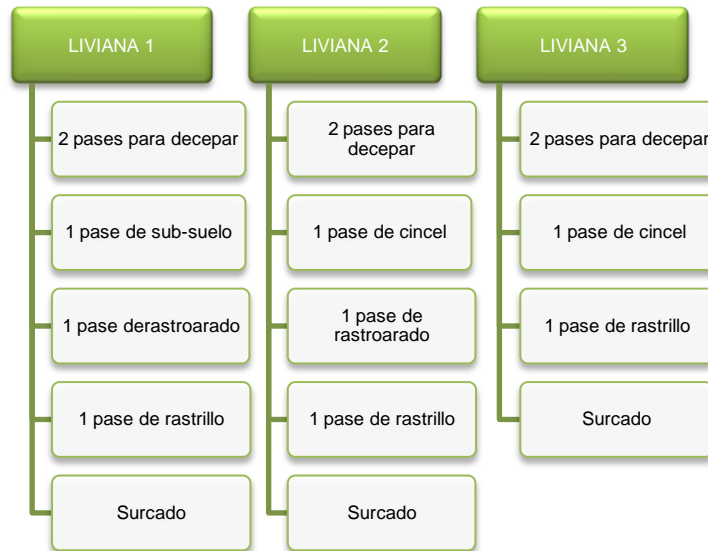 LIVIANA 1
2 pases para decepar
1 pase de sub-suelo
1 pase derastroarado
1 pase de rastrillo
Surcado
LIVIANA 2
2 pases para
decepar
1 pase de cincel
1 pase de
rastroarado
1 pase de rastrillo
Surcado
LIVIANA 3
2 pases para decepar
1 pase de cincel
1 pase de rastrillo
Surcado